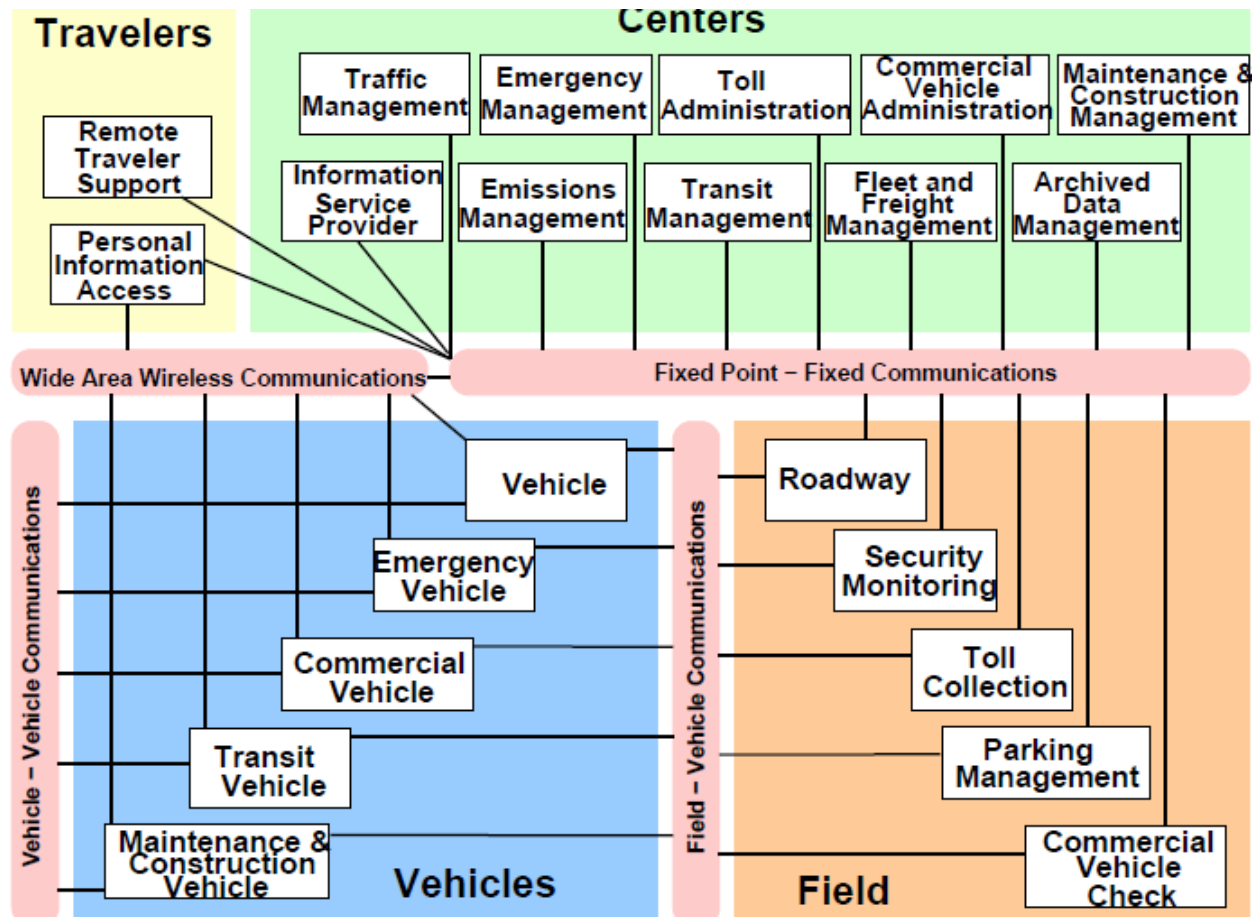 Travelers
Centers
Traffic
Management
Emergency
Management
Toll
Administration
Commercial
Vehicle
Administration
Maintenance &
Construction
Management
Remote
Traveler
Support
Information
Service
Provider
Emissions
Management
Transit
Management
Fleet and
Freight
Management
Archived
Data
Management
Personal
Information
Access
Wide Area Wireless Communications
Fixed Point – Fixed Communications
Vehicle – Vehicle Communications
Vehicle
Emergency
Vehicle
Commercial
Vehicle
Transit
Vehicle
Maintenance &
Construction
Vehicle
Vehicles
Field – Vehicle Communications
Roadway
Security
Monitoring
Toll
Collection
Parking
Management
Commercial
Vehicle
Check
Field